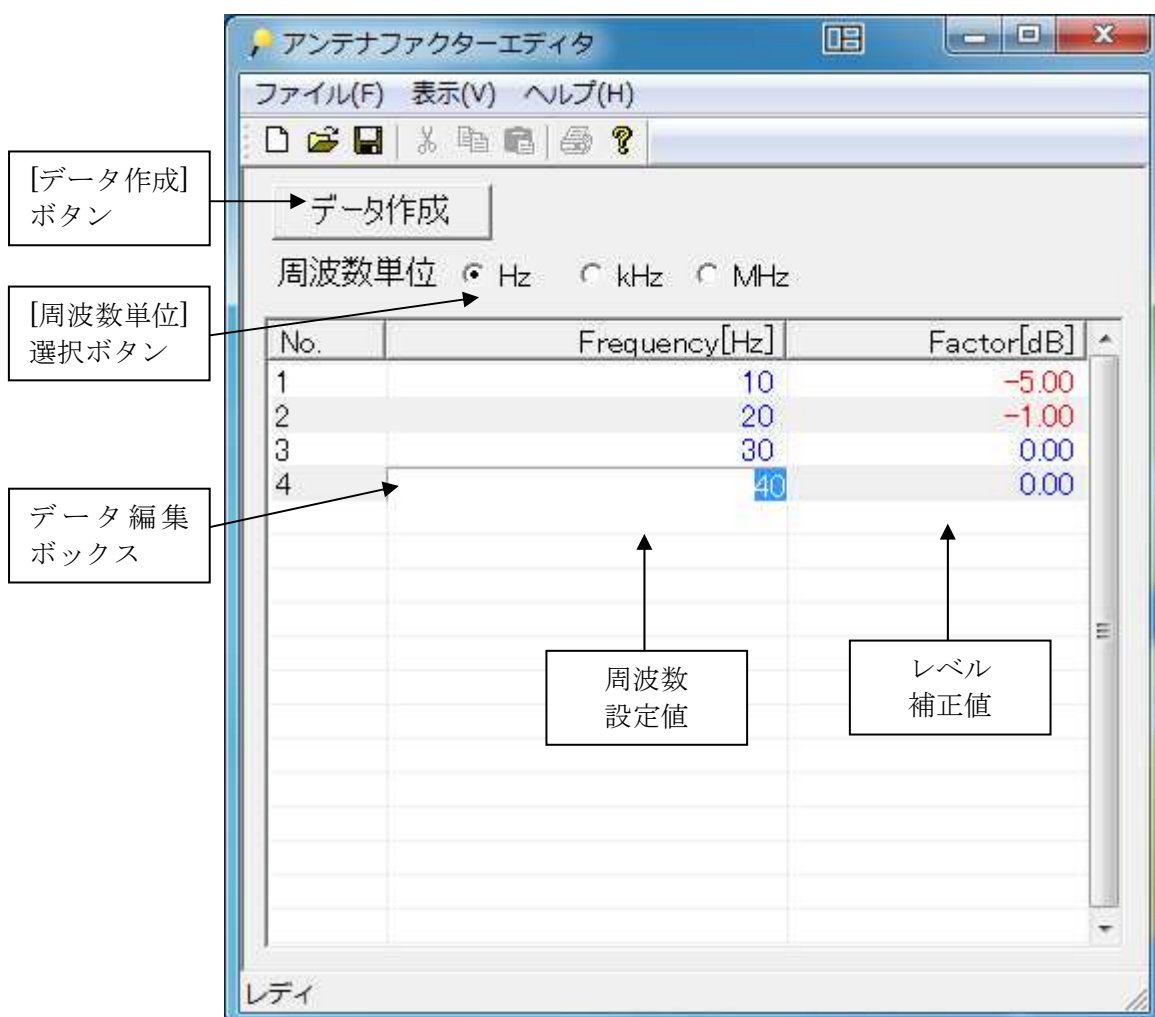 アンテナファクターエディタ
ファイル(F) 表示(V) ヘルプ(H)
[データ作成]
ボタン
データ作成
周波数単位 Hz kHz MHz
[周波数単位]
選択ボタン
No. Frequency[Hz] Factor[dB]
1 10 -5.00
2 20 -1.00
3 30 0.00
4 40 0.00
データ編集
ボックス
周波数
設定値
レベル
補正値
レディ